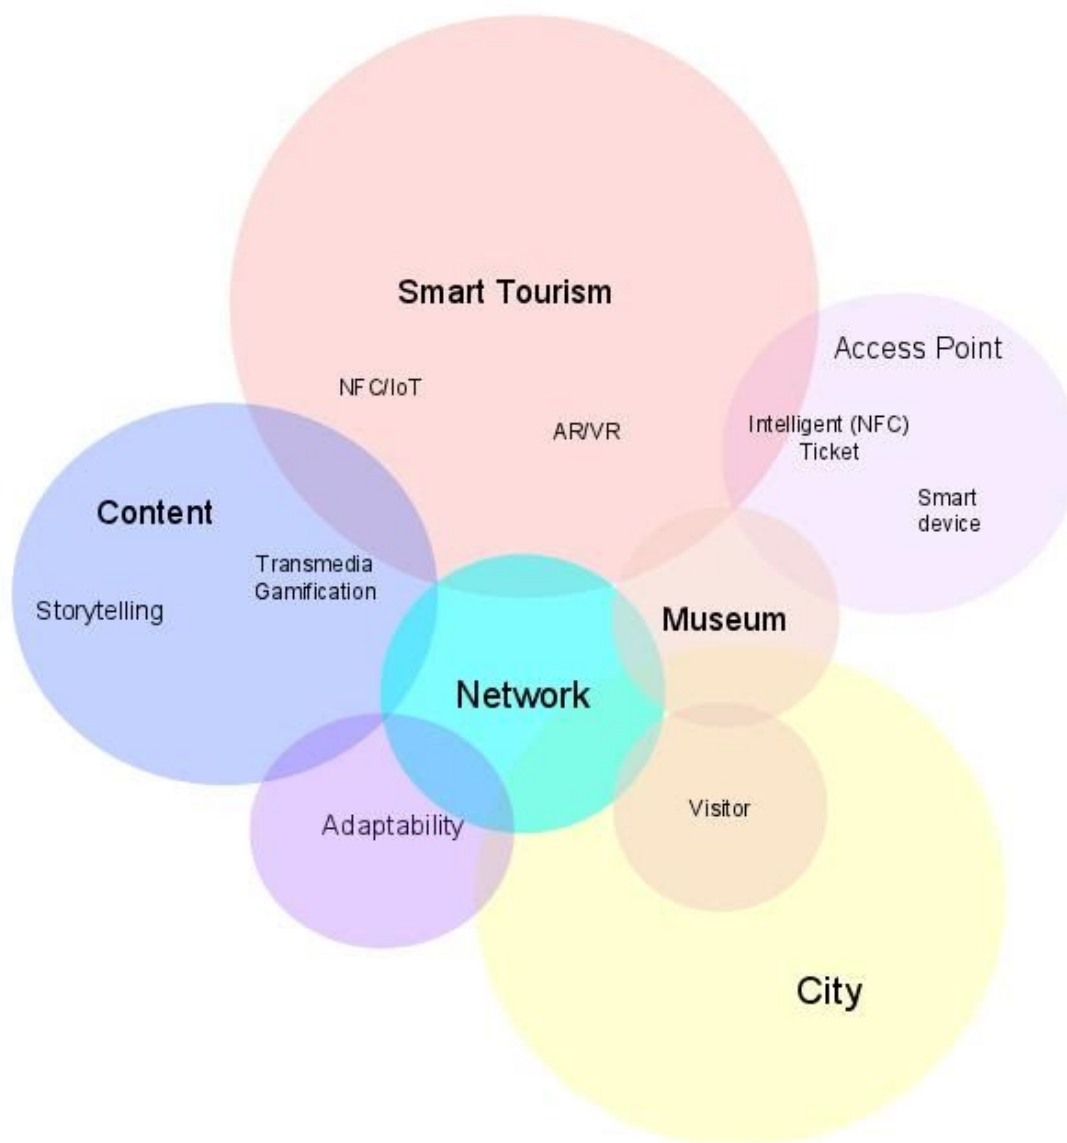 Smart Tourism
Access Point
NFC/IoT
AR/VR
Intelligent (NFC)
Ticket
Smart
device
Content
Transmedia
Gamification
Storytelling
Museum
Network
Adaptability
Visitor
City